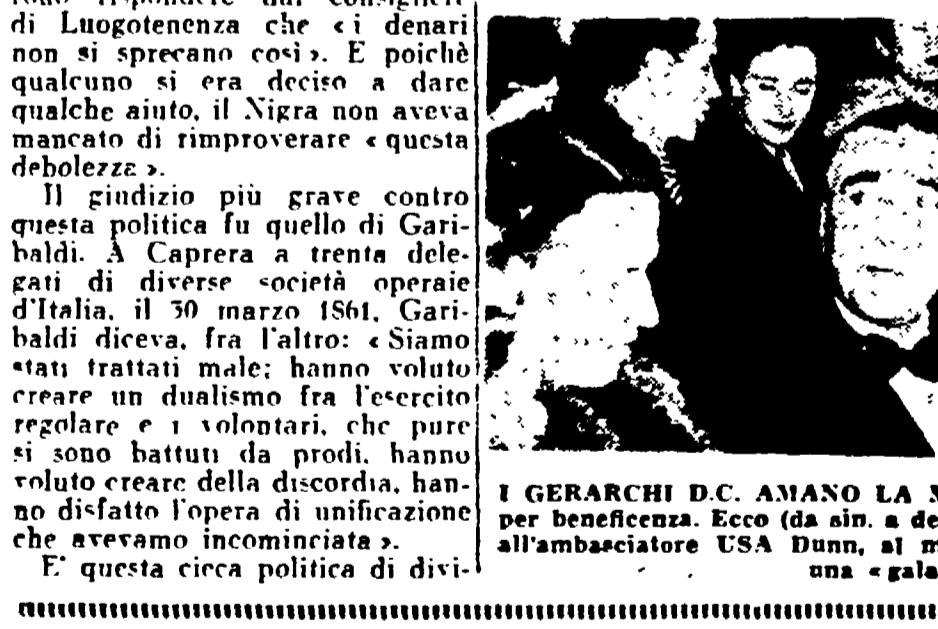 di Luogotenenza che « i denari
non si sprecano così ». E poichè
qualcuno si era deciso a dare
qualche aiuto, il Nigra non aveva
mancato di rimproverare « questa
debolezza ».
Il giudizio più grave contro
questa politica fu quello di Gari-
baldi. A Caprera a trenta dele-
gati di diverse società operaie
d'Italia, il 30 marzo 1861, Gari-
baldi diceva, fra l'altro: « Siamo
stati trattati male; hanno voluto
creare un dualismo fra l'esercito
regolare e i volontari, che pure
si sono battuti da prodi, hanno
voluto creare della discordia, han-
no disfatto l'opera di unificazione
che avevamo incominciata ».
E' questa cieca politica di divi-
I GERARCHI D.C. AMANO LA
per beneficenza. Ecco (da sin. a de
all'ambasciatore USA Dunn, al m
una « gala